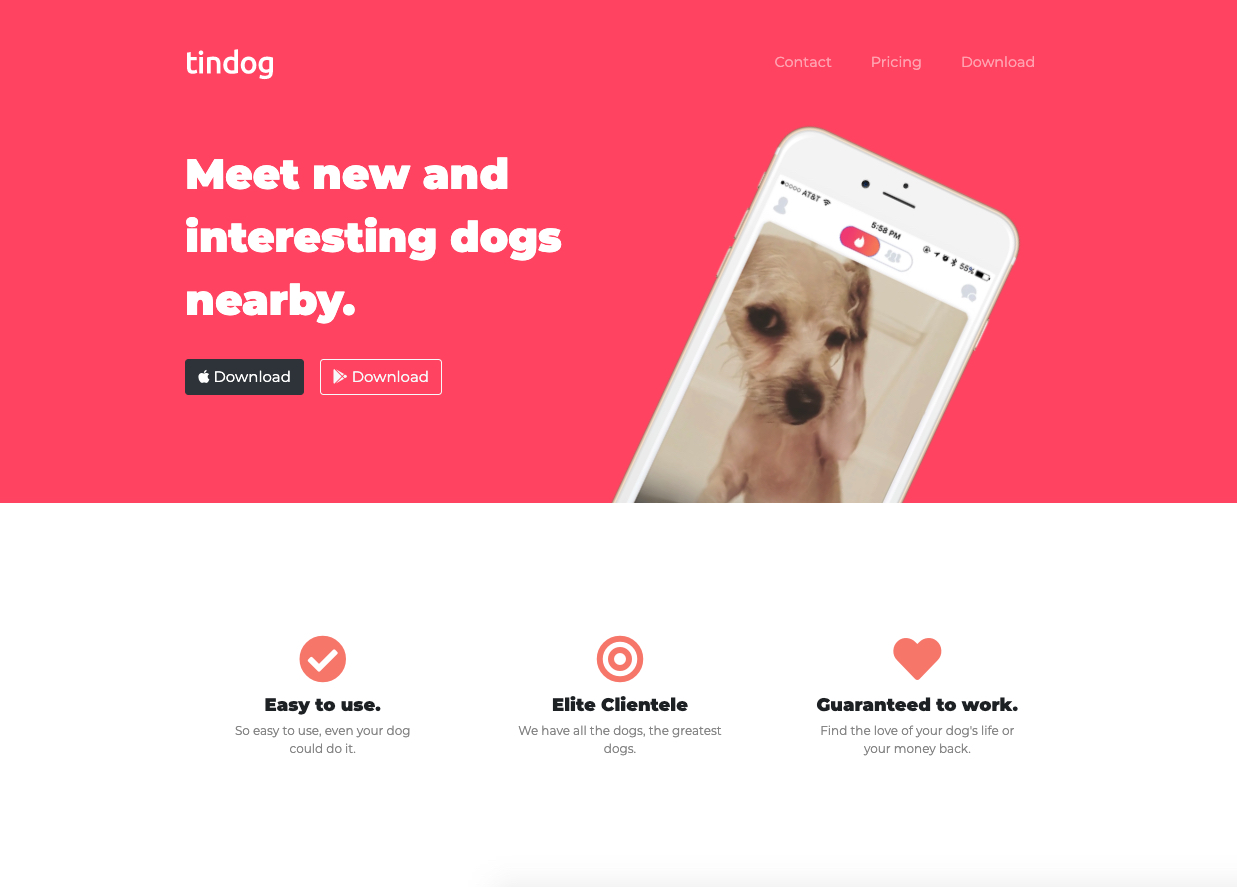 tindog
Contact Pricing Download
Meet new and
interesting dogs
nearby.
Download Download
AT&T
5:58 PM
55%
Easy to use.
So easy to use, even your dog
could do it.
Elite Clientele
We have all the dogs, the greatest
dogs.
Guaranteed to work.
Find the love of your dog's life or
your money back.